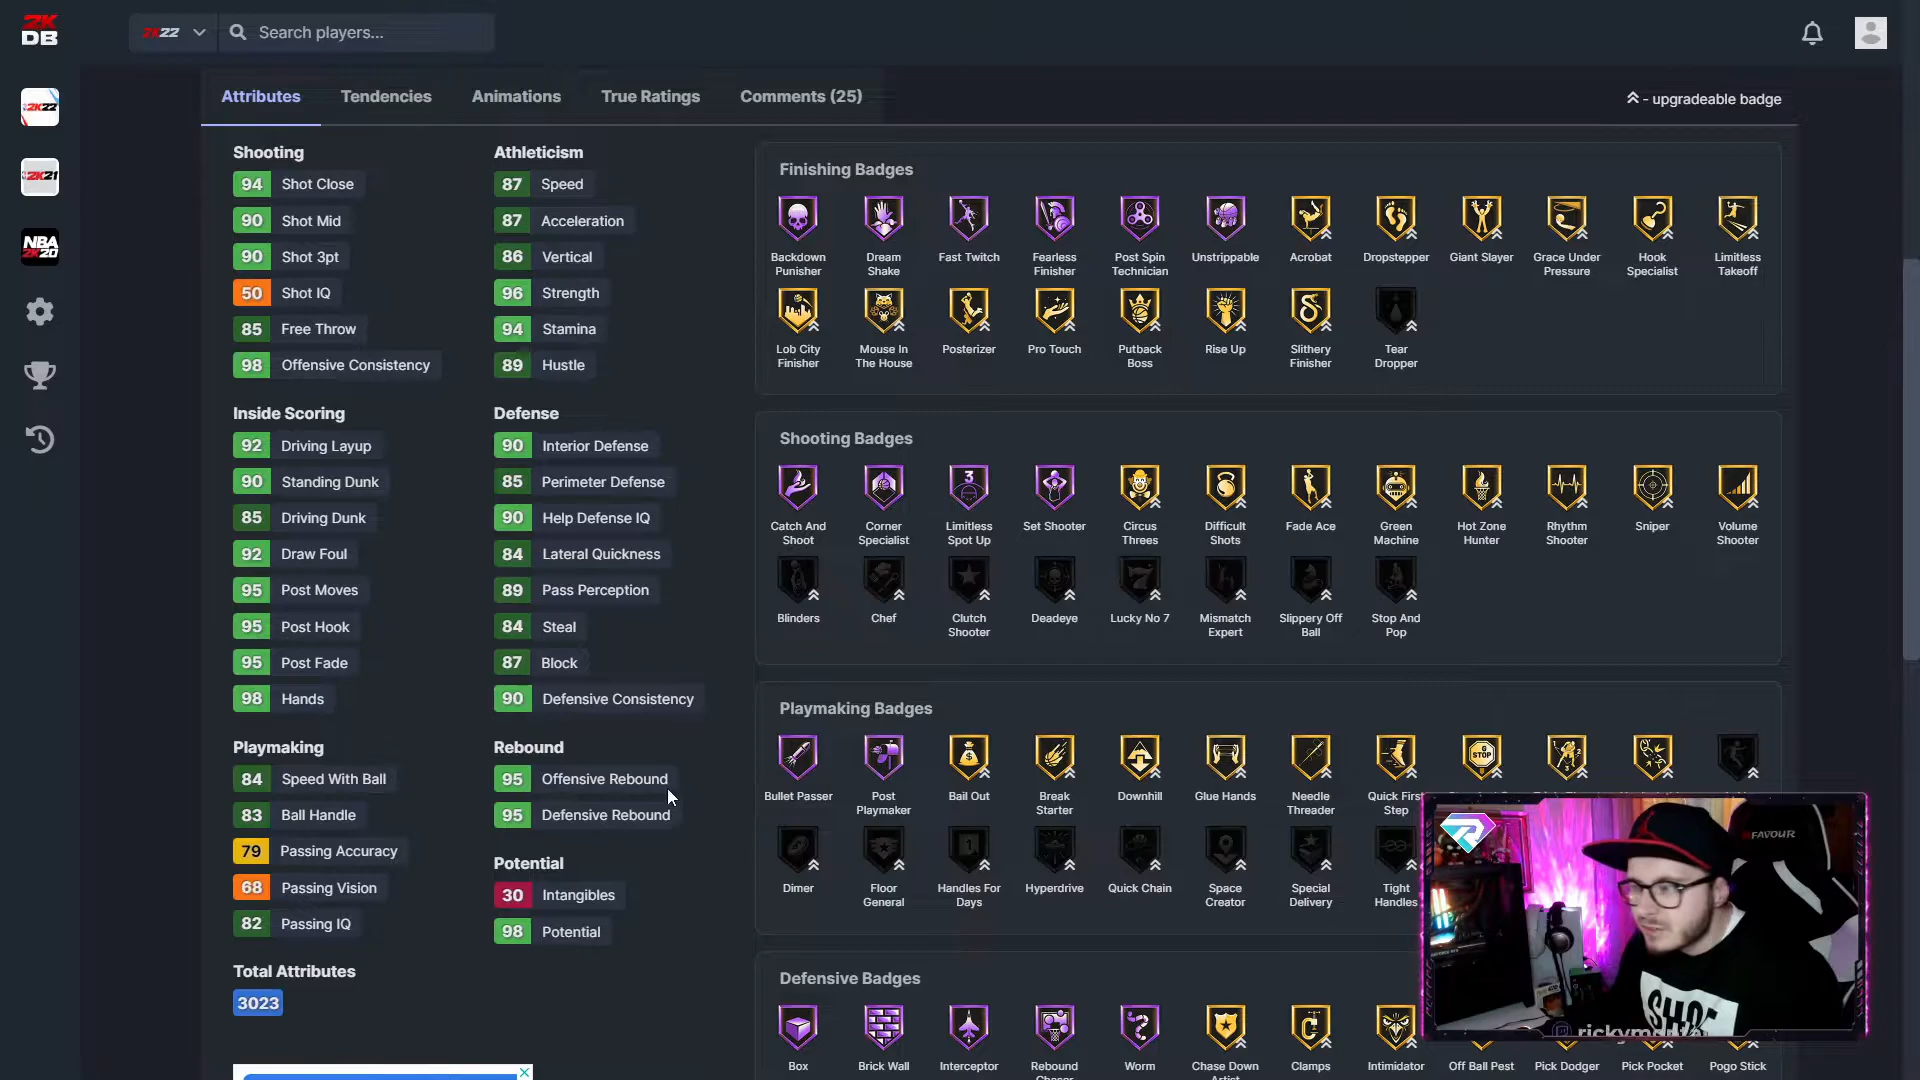 2K DB
2K22
Search players...
2K22
2K21
NBA 2K20
Attributes
Tendencies
Animations
True Ratings
Comments (25)
- upgradeable badge
Shooting
94 Shot Close
90 Shot Mid
90 Shot 3pt
50 Shot IQ
85 Free Throw
98 Offensive Consistency
Inside Scoring
92 Driving Layup
90 Standing Dunk
85 Driving Dunk
92 Draw Foul
95 Post Moves
95 Post Hook
95 Post Fade
98 Hands
Playmaking
84 Speed With Ball
83 Ball Handle
79 Passing Accuracy
68 Passing Vision
82 Passing IQ
Total Attributes
3023
Athleticism
87 Speed
87 Acceleration
86 Vertical
96 Strength
94 Stamina
89 Hustle
Defense
90 Interior Defense
85 Perimeter Defense
90 Help Defense IQ
84 Lateral Quickness
89 Pass Perception
84 Steal
87 Block
90 Defensive Consistency
Rebound
95 Offensive Rebound
95 Defensive Rebound
Potential
30 Intangibles
98 Potential
Finishing Badges
Backdown Punisher
Dream Shake
Fast Twitch
Fearless Finisher
Post Spin Technician
Unstrippable
Acrobat
Dropstepper
Giant Slayer
Grace Under Pressure
Hook Specialist
Limitless Takeoff
Lob City Finisher
Mouse In The House
Posterizer
Pro Touch
Putback Boss
Rise Up
Slithery Finisher
Tear Dropper
Shooting Badges
Catch And Shoot
Corner Specialist
Limitless Spot Up
Set Shooter
Circus Threes
Difficult Shots
Fade Ace
Green Machine
Hot Zone Hunter
Rhythm Shooter
Sniper
Volume Shooter
Blinders
Chef
Clutch Shooter
Deadeye
Lucky No 7
Mismatch Expert
Slippery Off Ball
Stop And Pop
Playmaking Badges
Bullet Passer
Post Playmaker
Bail Out
Break Starter
Downhill
Glue Hands
Needle Threader
Quick First Step
Dimer
Floor General
Handles For Days
Hyperdrive
Quick Chain
Space Creator
Special Delivery
Tight Handles
Defensive Badges
Box
Brick Wall
Interceptor
Rebound Chaser
Worm
Chase Down Artist
Clamps
Intimidator
Off Ball Pest
Pick Dodger
Pick Pocket
Pogo Stick
FAVOUR